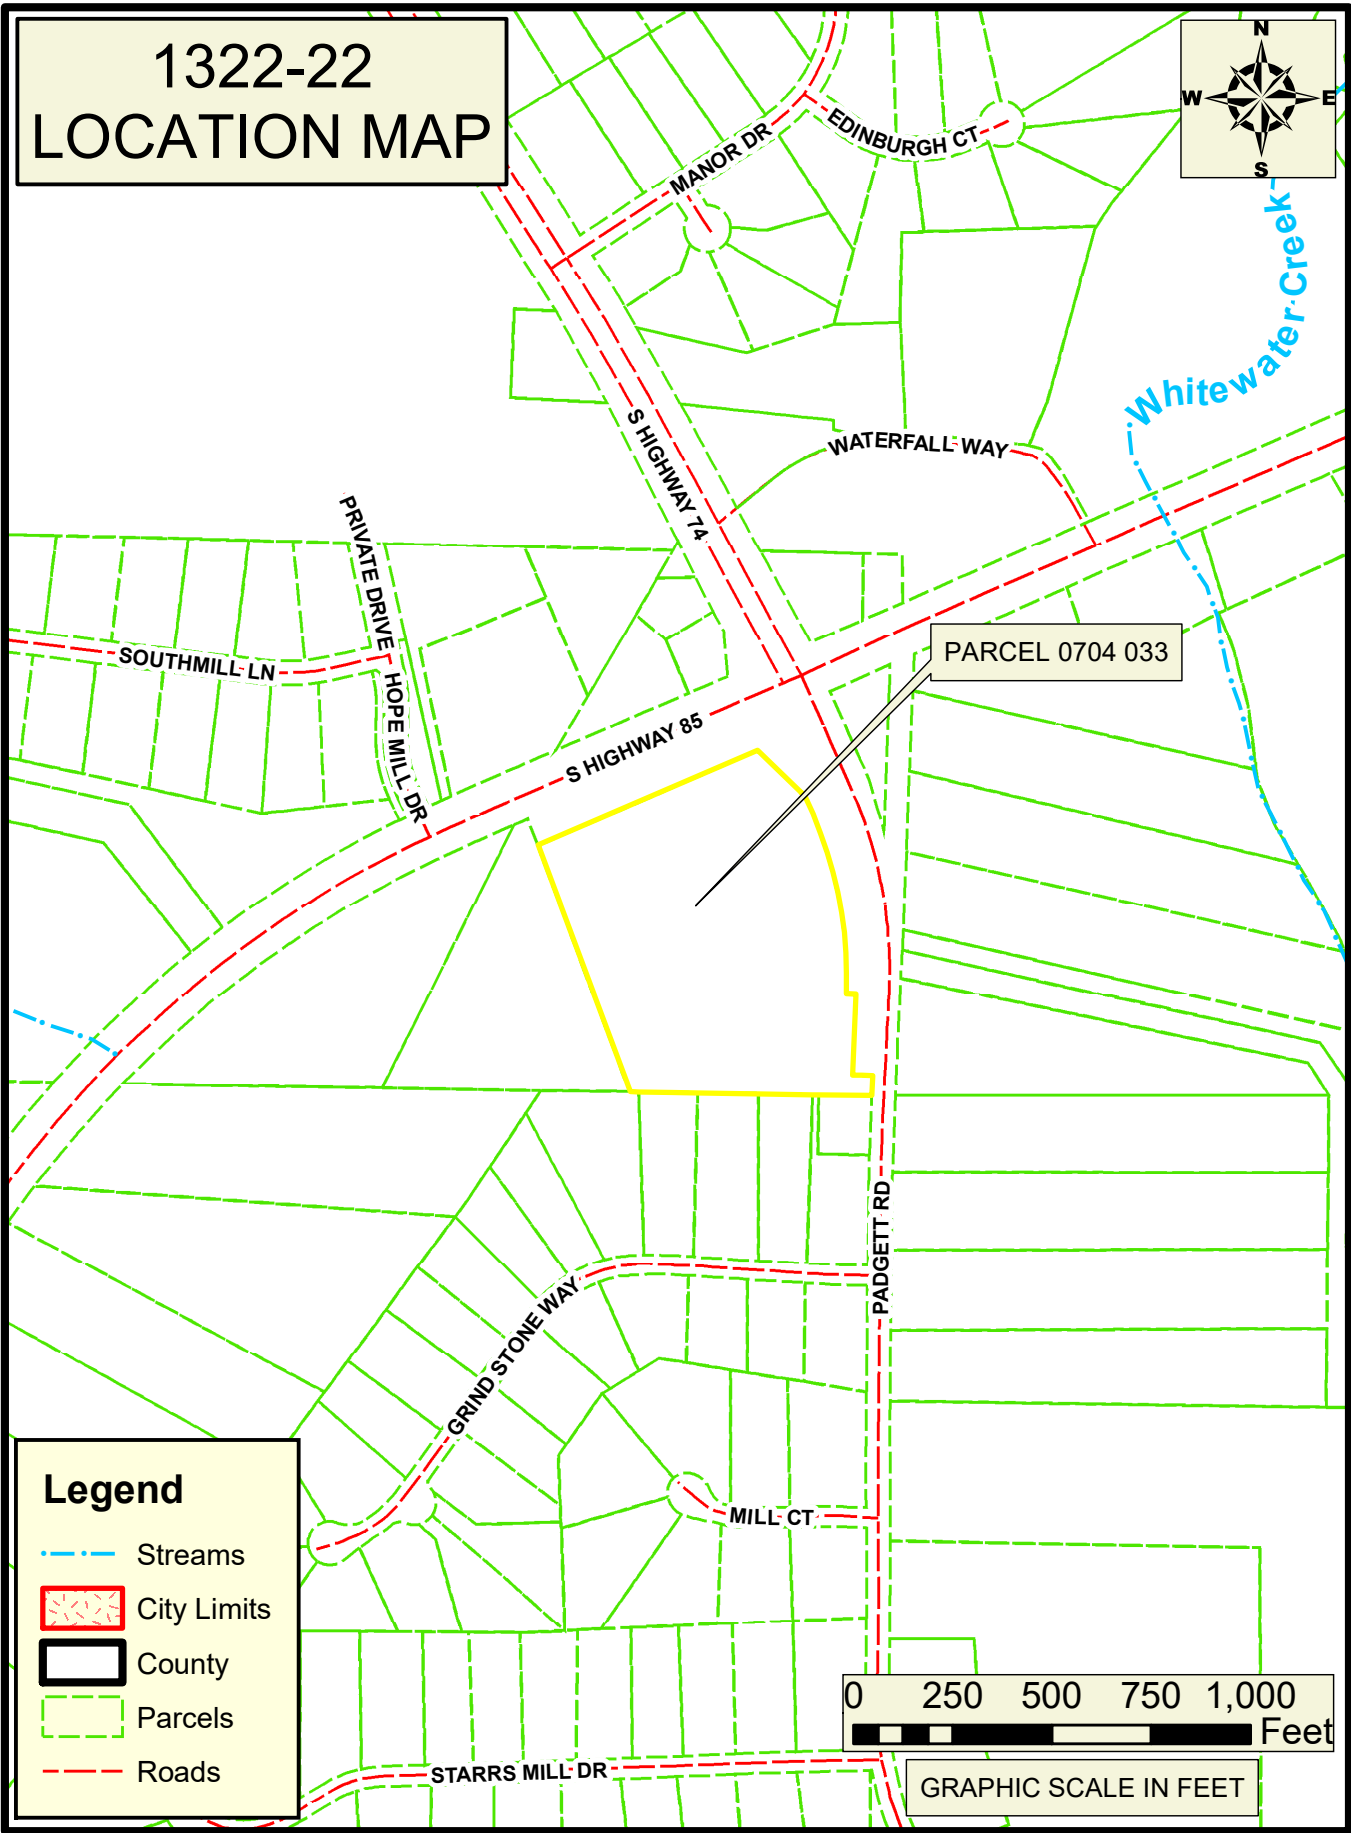 1322-22
LOCATION MAP
N
W
E
S
EDINBURGH CT
MANOR DR
Whitewater Creek
S HIGHWAY 74
WATERFALL WAY
PRIVATE DRIVE
SOUTHMILL LN
HOPE MILL DR
PARCEL 0704 033
S HIGHWAY 85
PADGETT RD
GRIND STONE WAY
MILL CT
STARRS MILL DR
Legend
Streams
City Limits
County
Parcels
Roads
0 250 500 750 1,000
Feet
GRAPHIC SCALE IN FEET